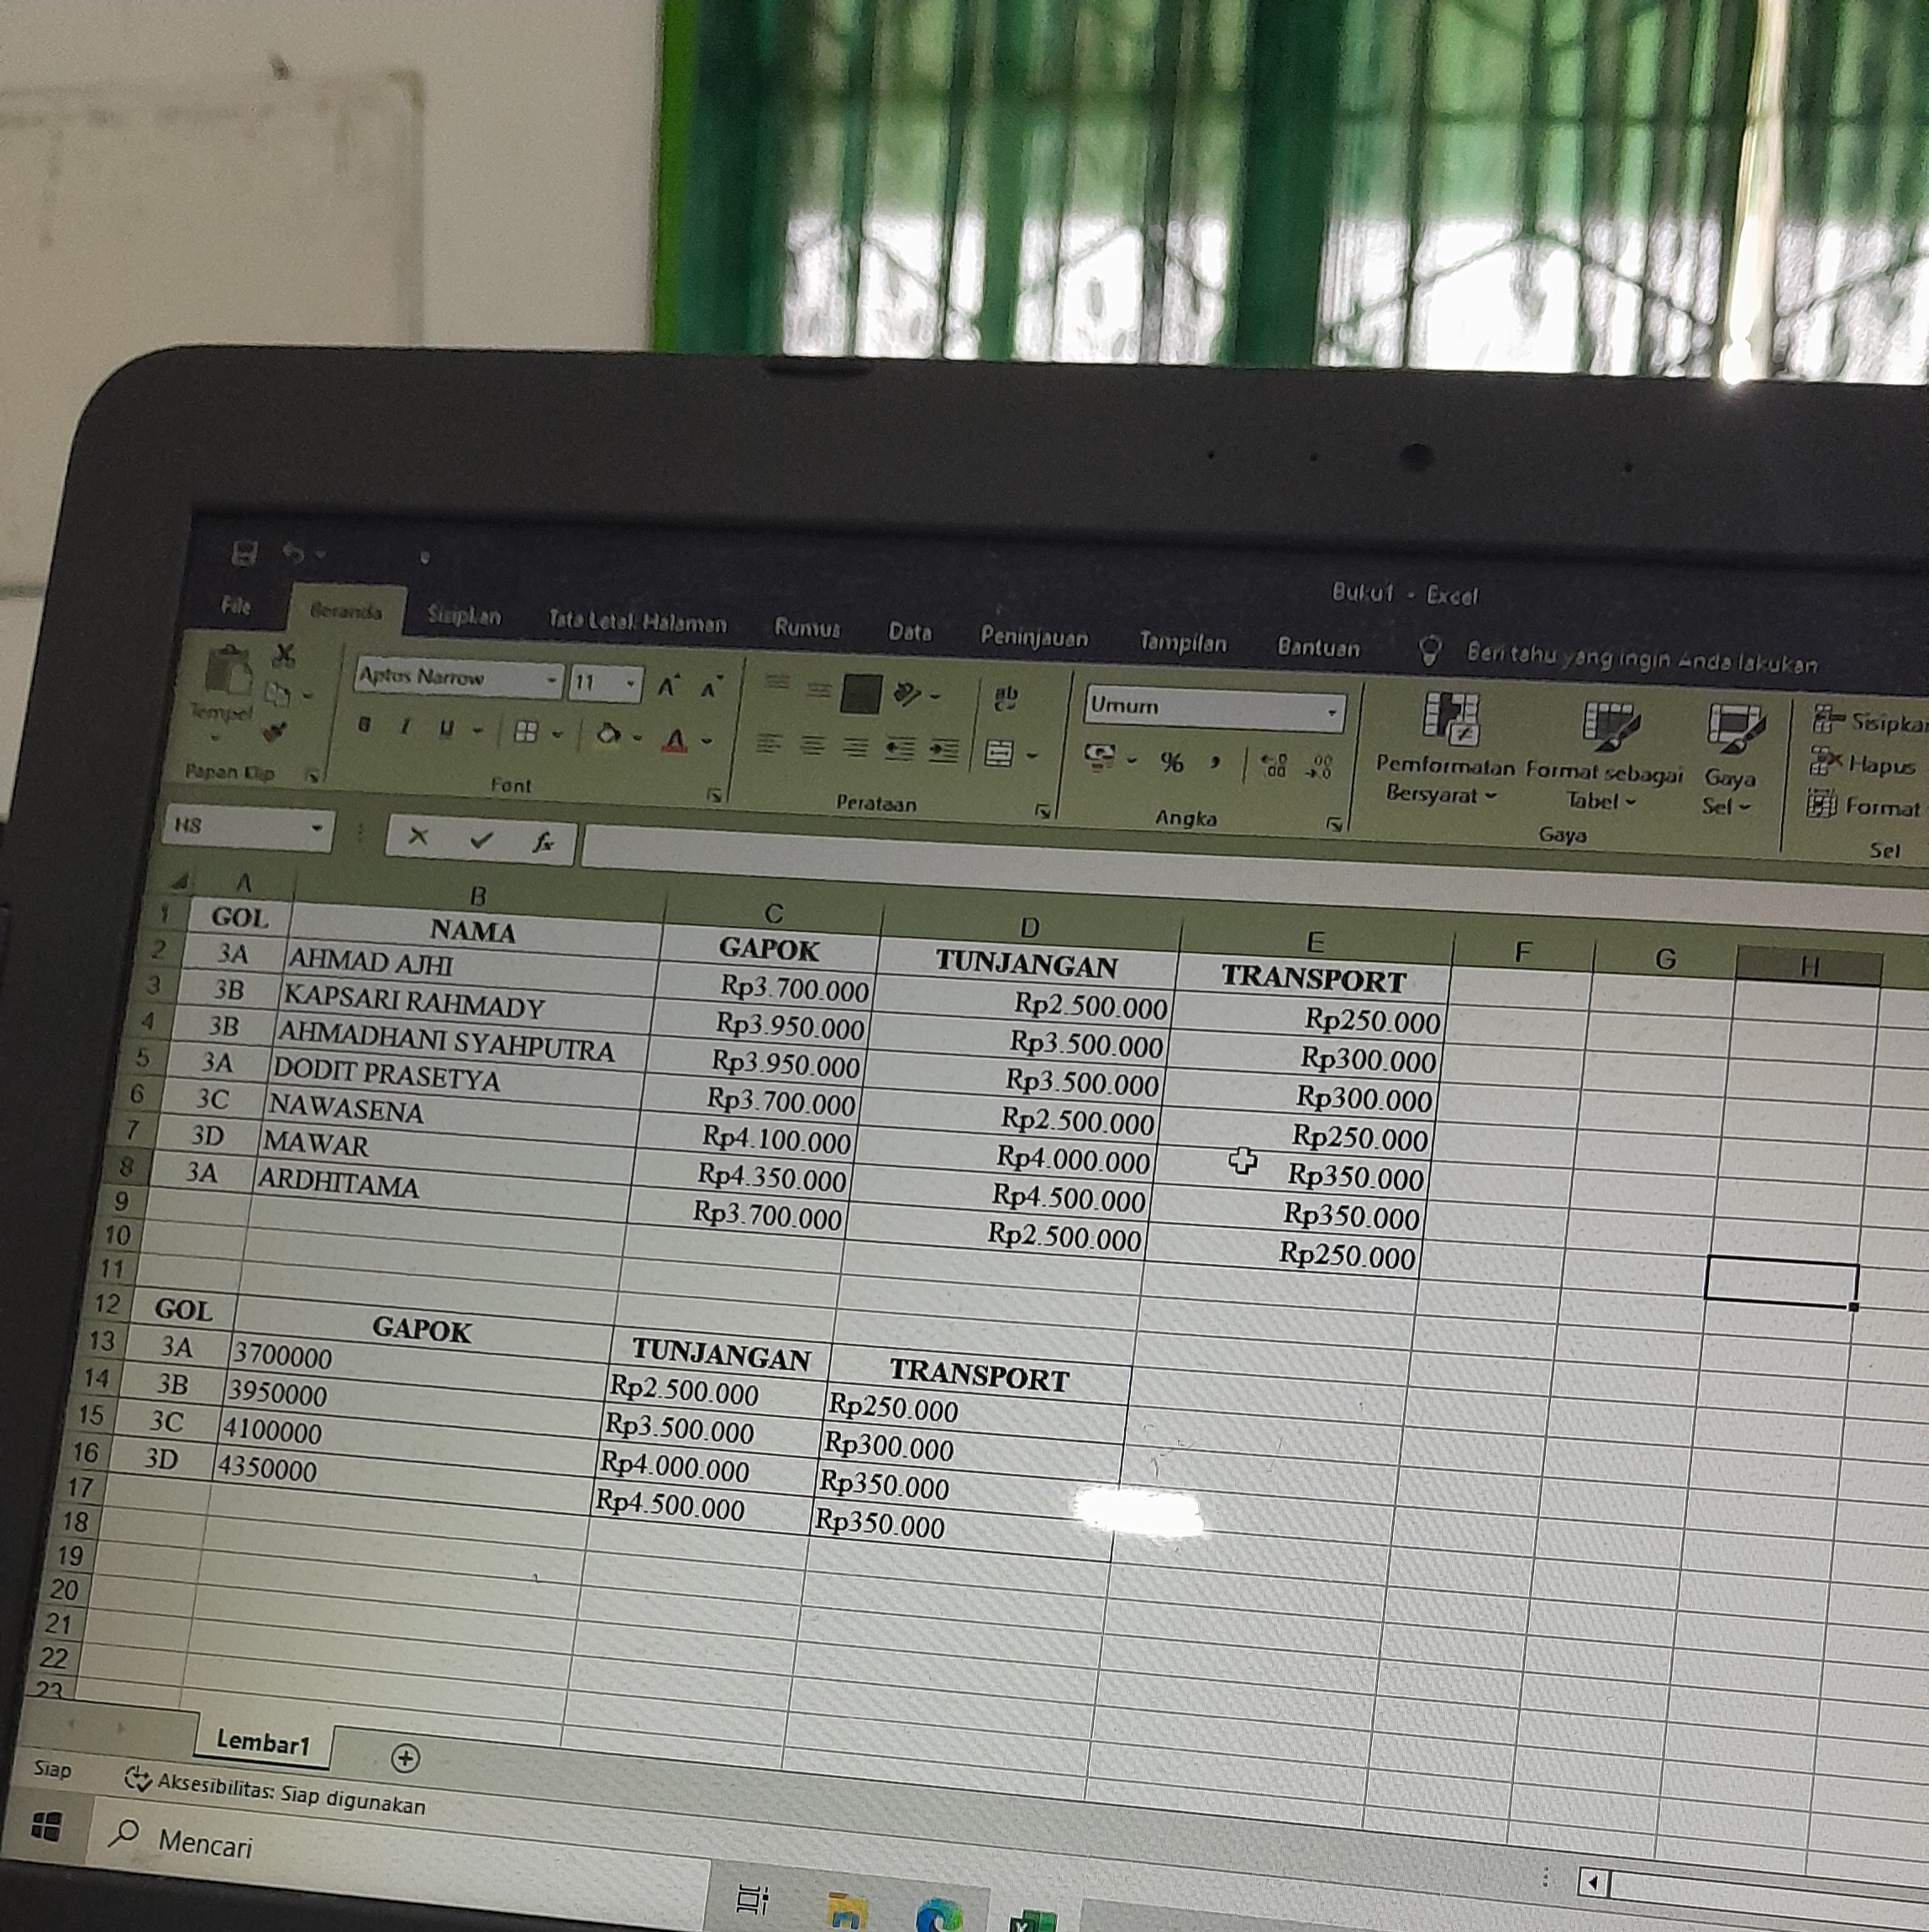 Buku1 - Excel
File Beranda Sisipkan Tata Letak Halaman Rumus Data Peninjauan Tampilan Bantuan Beri tahu yang ingin Anda lakukan
Tempel
Papan Klip
Aptos Narrow 11
B I U A
Font
ab
Perataan
Umum
%
Angka
Pemformatan Bersyarat
Format sebagai Tabel
Gaya Sel
Gaya
Sisipkan
Hapus
Format
Sel
H8 fx
A B C D E F G H
1 GOL NAMA GAPOK TUNJANGAN TRANSPORT
2 3A AHMAD AJHI Rp3.700.000 Rp2.500.000 Rp250.000
3 3B KAPSARI RAHMADY Rp3.950.000 Rp3.500.000 Rp300.000
4 3B AHMADHANI SYAHPUTRA Rp3.950.000 Rp3.500.000 Rp300.000
5 3A DODIT PRASETYA Rp3.700.000 Rp2.500.000 Rp250.000
6 3C NAWASENA Rp4.100.000 Rp4.000.000 Rp350.000
7 3D MAWAR Rp4.350.000 Rp4.500.000 Rp350.000
8 3A ARDHITAMA Rp3.700.000 Rp2.500.000 Rp250.000
9
10
11
12 GOL GAPOK TUNJANGAN TRANSPORT
13 3A 3700000 Rp2.500.000 Rp250.000
14 3B 3950000 Rp3.500.000 Rp300.000
15 3C 4100000 Rp4.000.000 Rp350.000
16 3D 4350000 Rp4.500.000 Rp350.000
17
18
19
20
21
22
23
Lembar1
Siap Aksesibilitas: Siap digunakan
Mencari